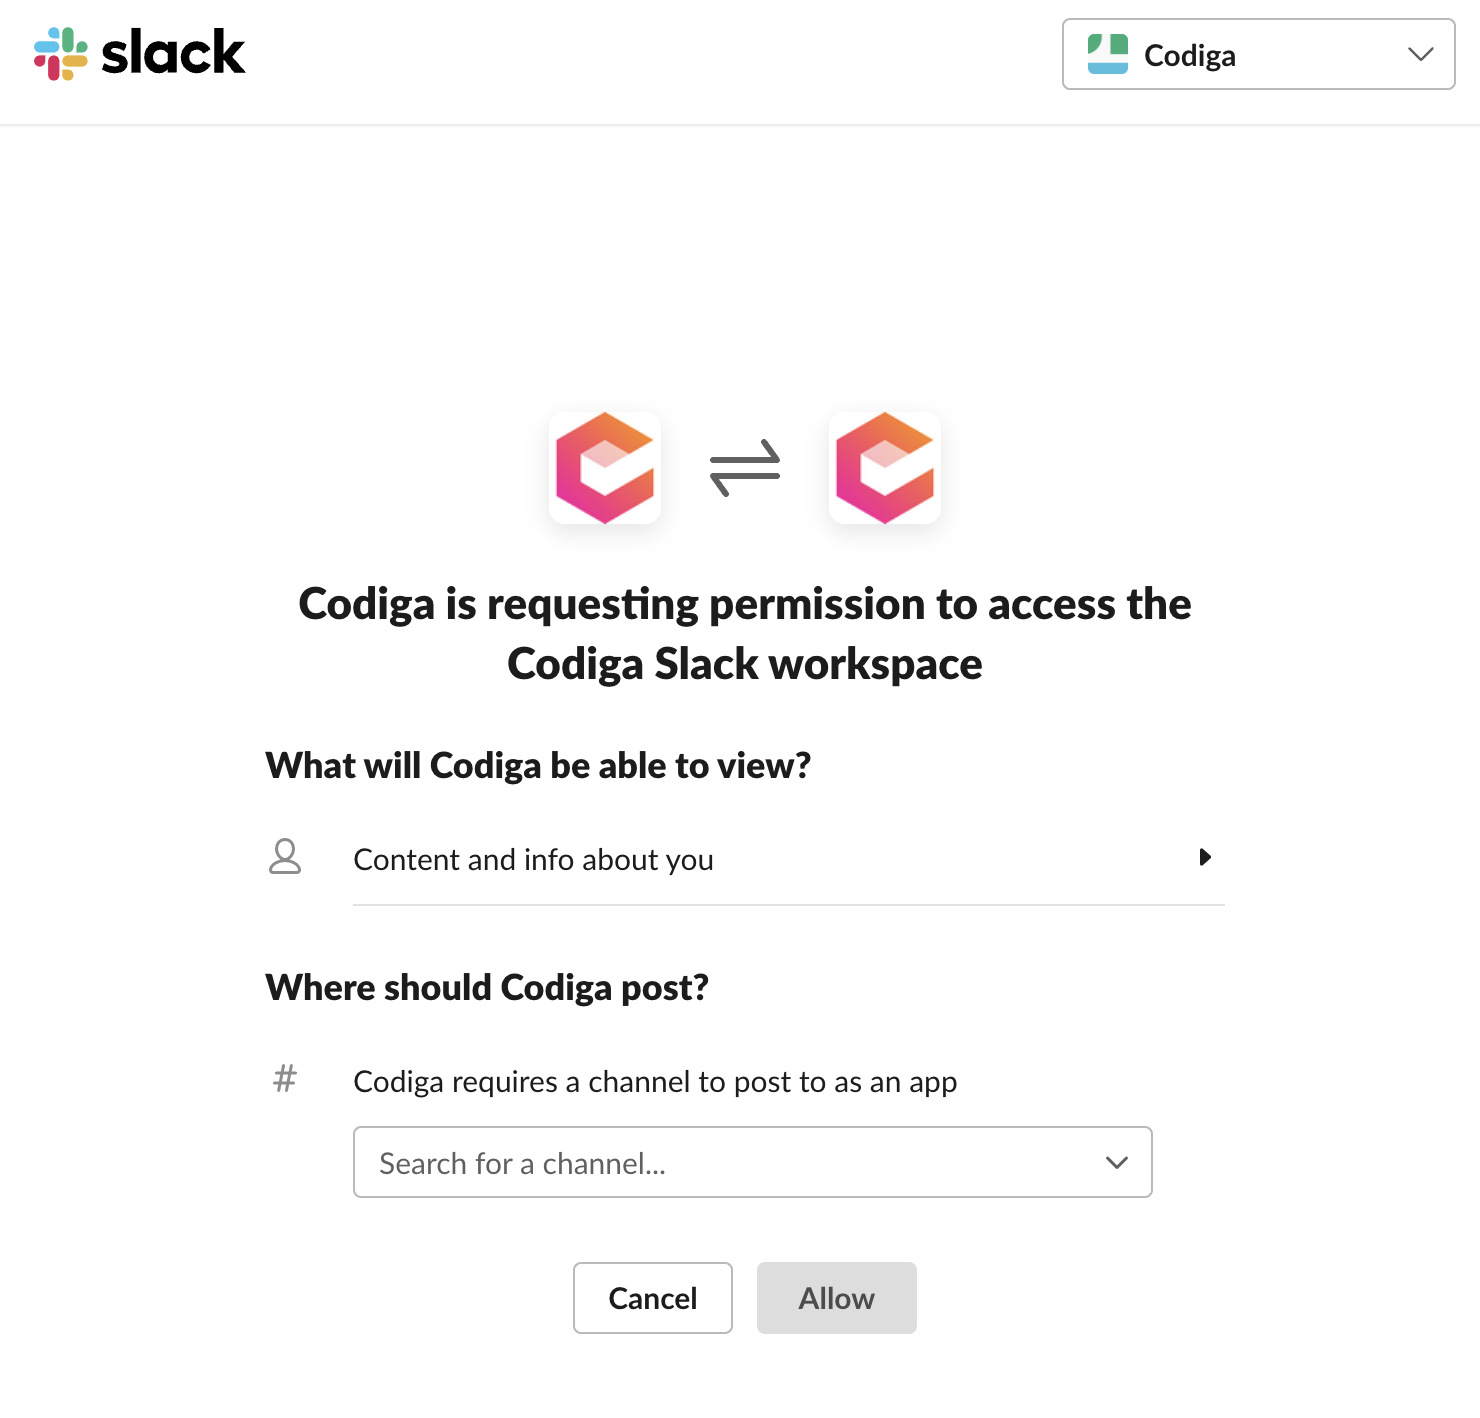 slack
Codiga
Codiga is requesting permission to access the
Codiga Slack workspace
What will Codiga be able to view?
Content and info about you
Where should Codiga post?
# Codiga requires a channel to post to as an app
Search for a channel...
Cancel Allow